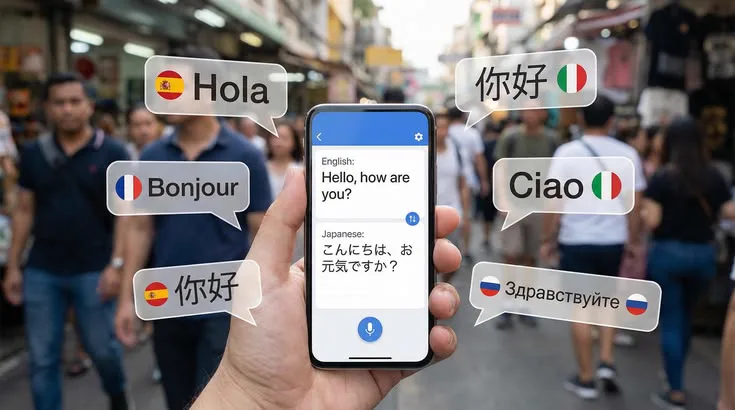 Hola
你好
Bonjour
Ciao
你好
Здравствуйте
English:
Hello, how are
you?
Japanese:
こんにちは、お
元気ですか？